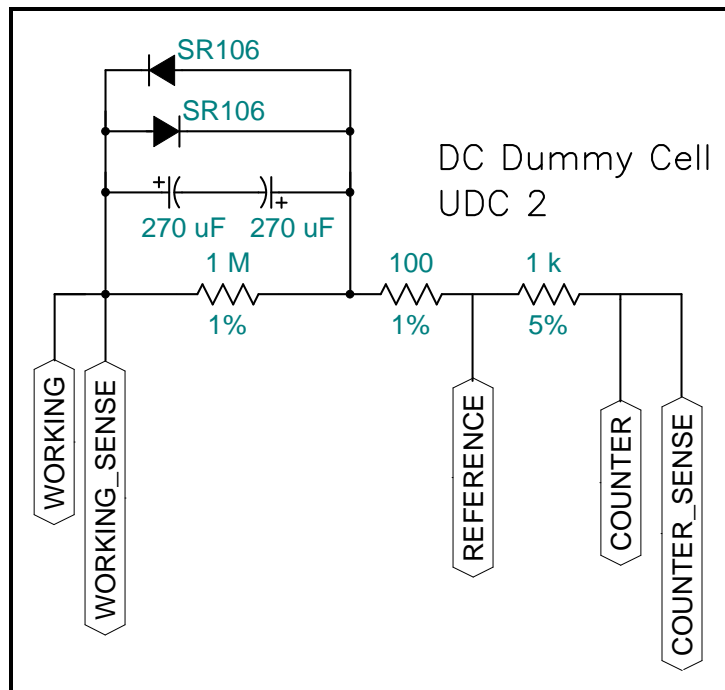 SR106
SR106
DC Dummy Cell
UDC 2
+ +
270 uF 270 uF
1 M 100 1 k
1% 1% 5%
WORKING
WORKING_SENSE
REFERENCE
COUNTER
COUNTER_SENSE